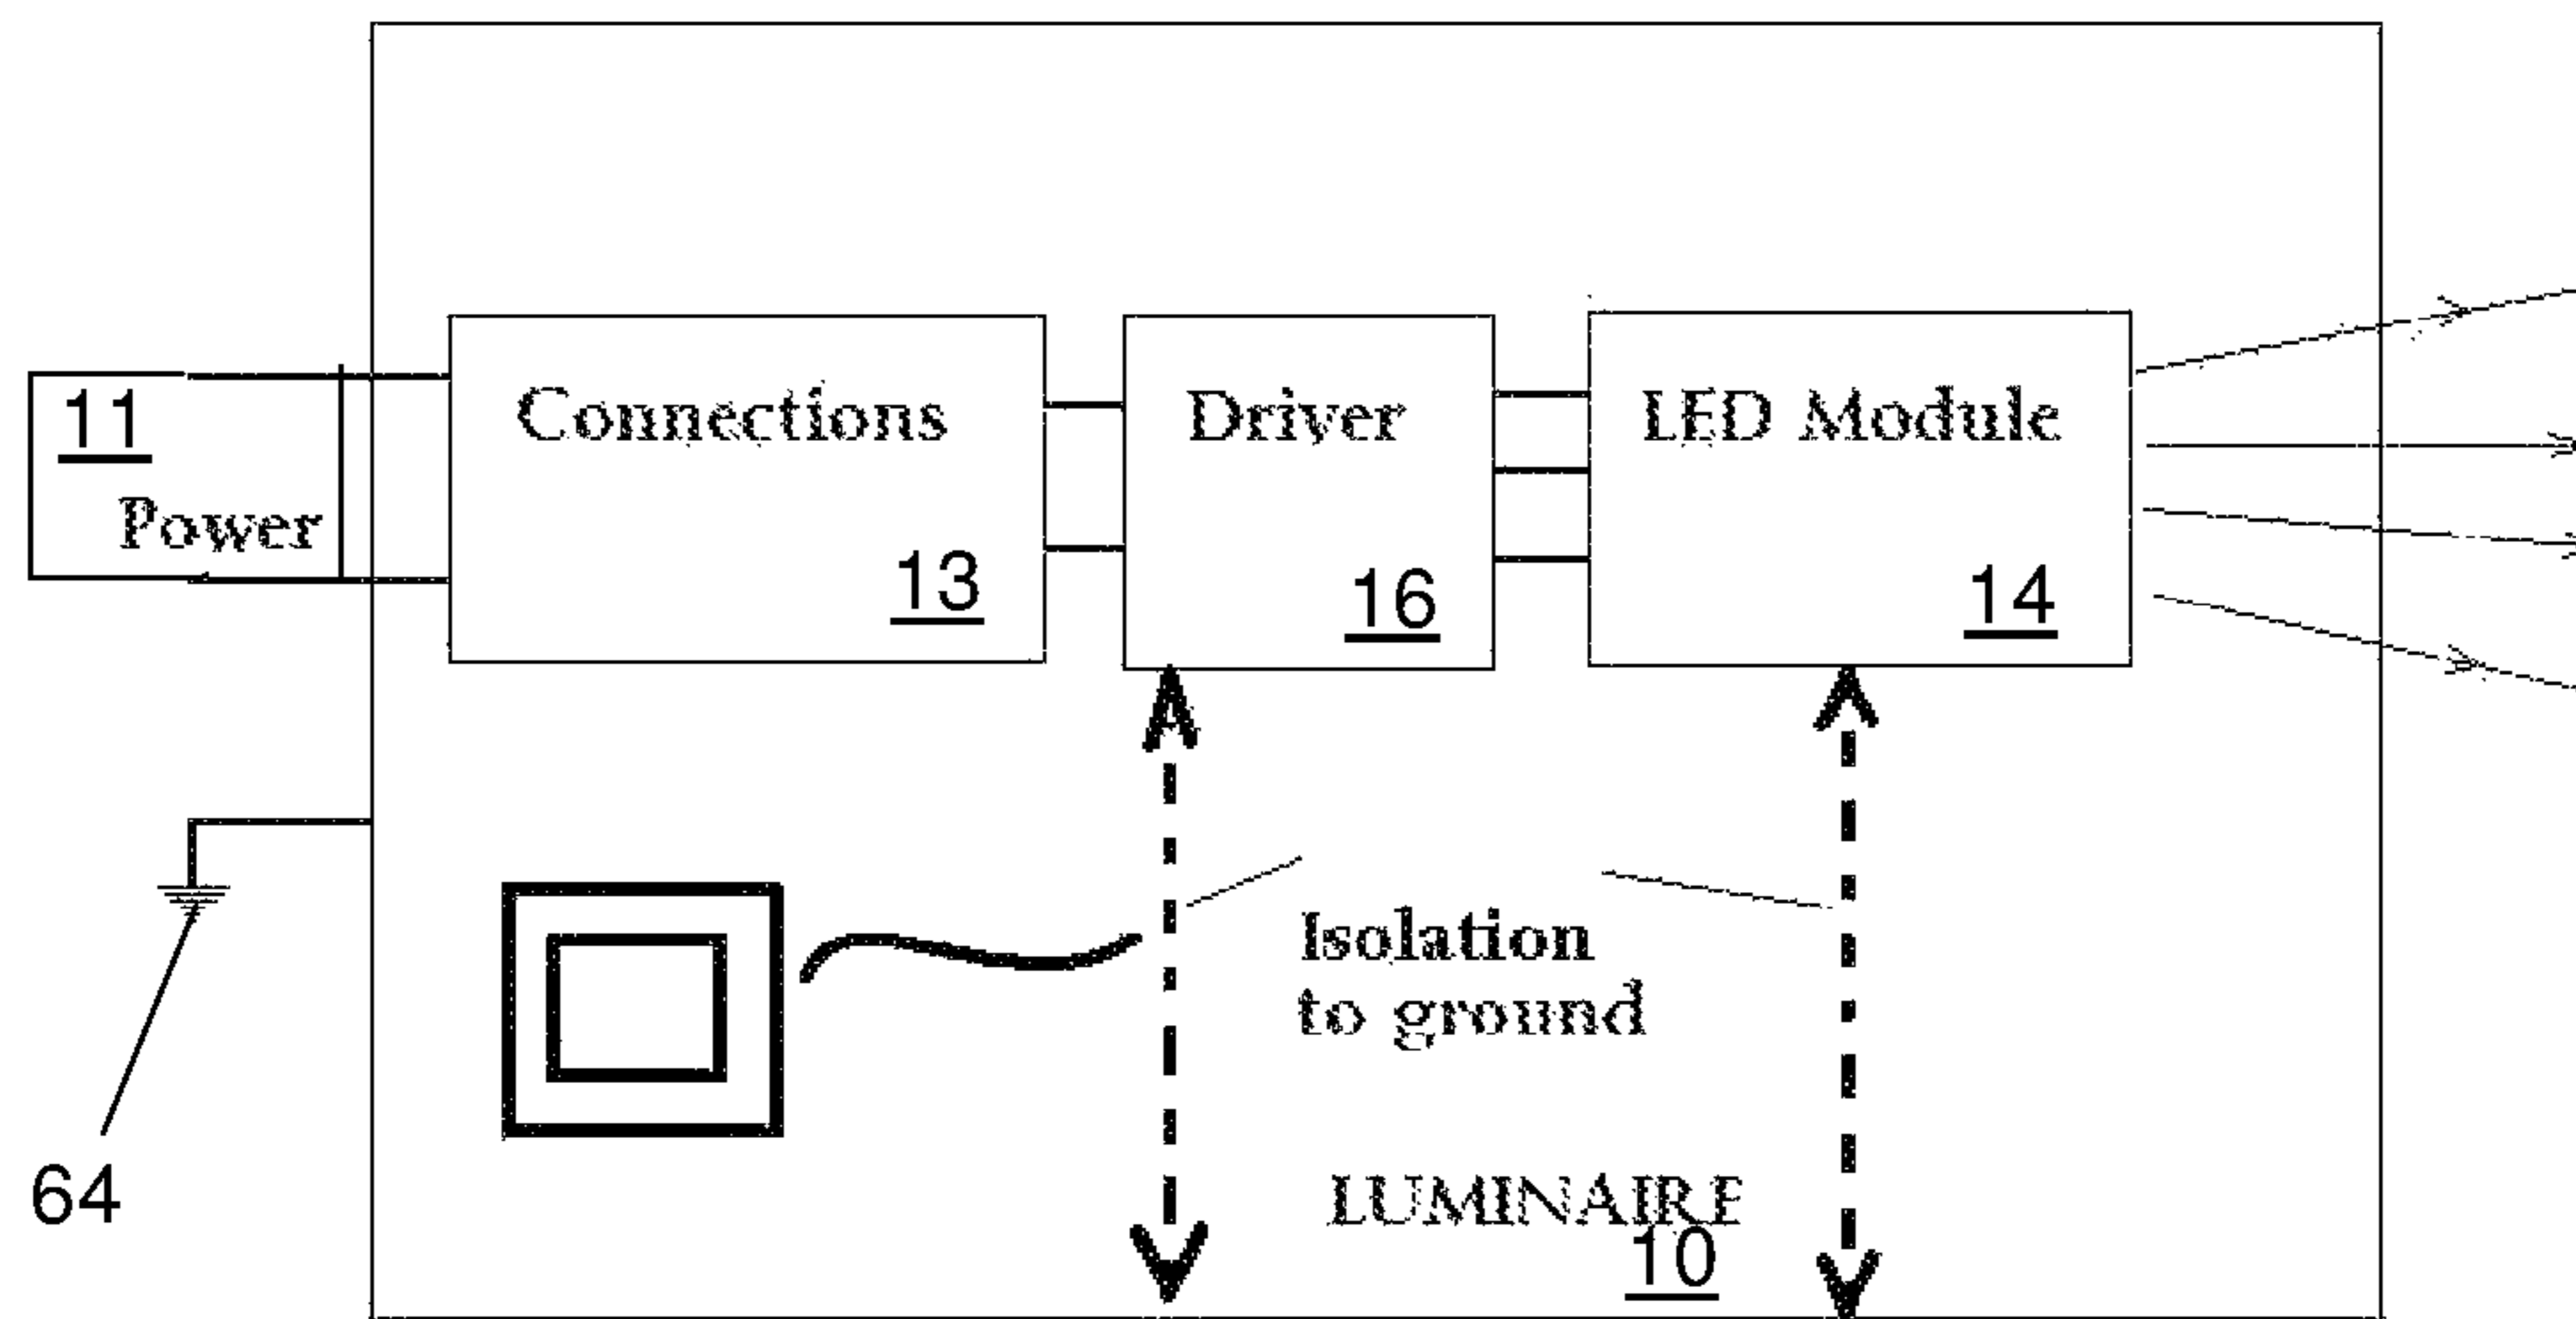 11
Power
Connections
13
Driver
16
LED Module
14
64
Isolation
to ground
LUMINAIRE
10